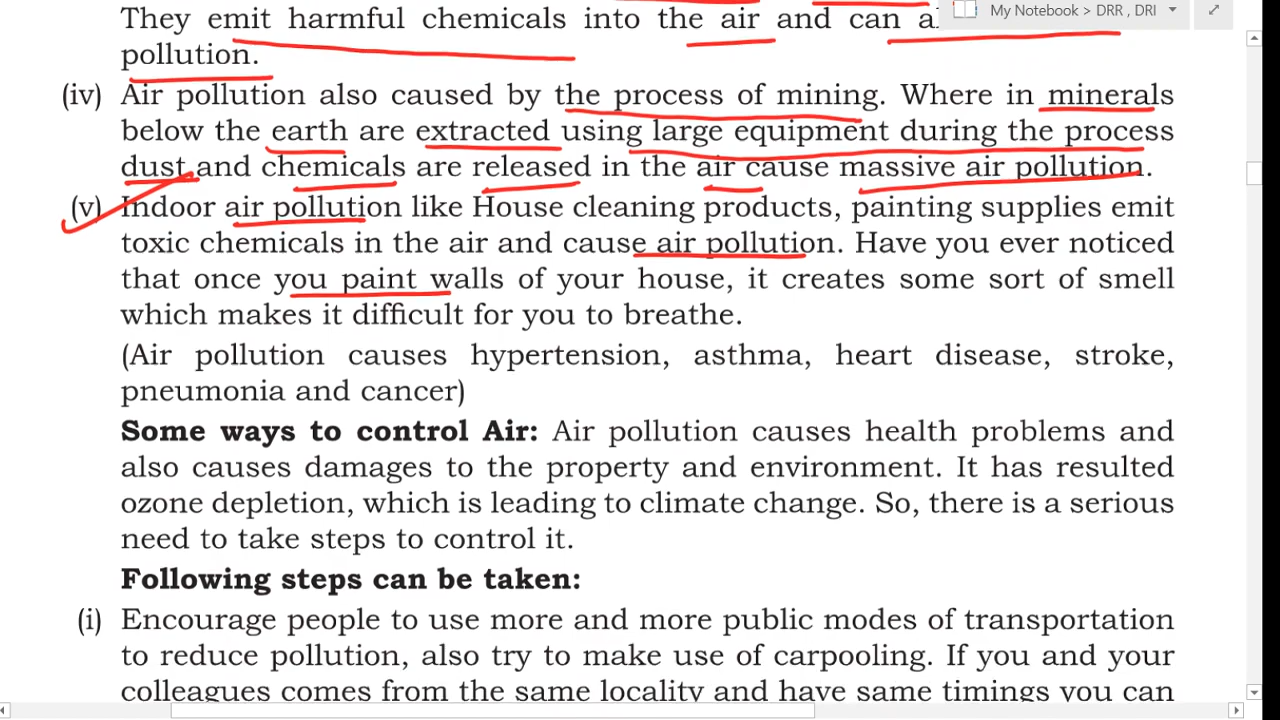 They emit harmful chemicals into the air and can al
My Notebook > DRR , DRI
pollution.
(iv) Air pollution also caused by the process of mining. Where in minerals
below the earth are extracted using large equipment during the process
dust and chemicals are released in the air cause massive air pollution.
(v) Indoor air pollution like House cleaning products, painting supplies emit
toxic chemicals in the air and cause air pollution. Have you ever noticed
that once you paint walls of your house, it creates some sort of smell
which makes it difficult for you to breathe.
(Air pollution causes hypertension, asthma, heart disease, stroke,
pneumonia and cancer)
Some ways to control Air: Air pollution causes health problems and
also causes damages to the property and environment. It has resulted
ozone depletion, which is leading to climate change. So, there is a serious
need to take steps to control it.
Following steps can be taken:
(i) Encourage people to use more and more public modes of transportation
to reduce pollution, also try to make use of carpooling. If you and your
colleagues comes from the same locality and have same timings you can